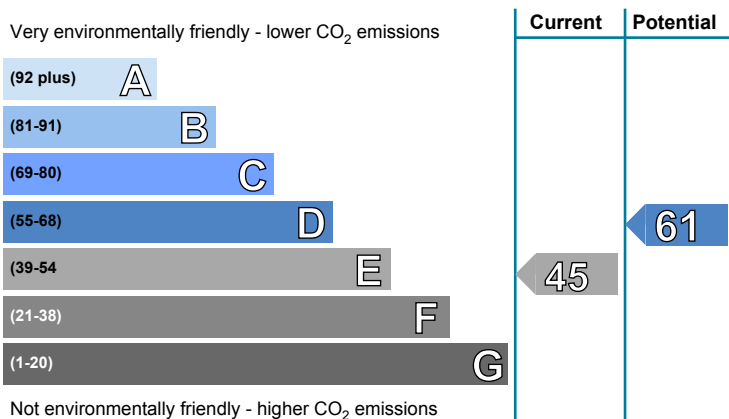 Current Potential
Very environmentally friendly - lower CO2 emissions
(92 plus) A
(81-91) B
(69-80) C
(55-68) D 61
(39-54 E 45
(21-38) F
(1-20) G
Not environmentally friendly - higher CO2 emissions